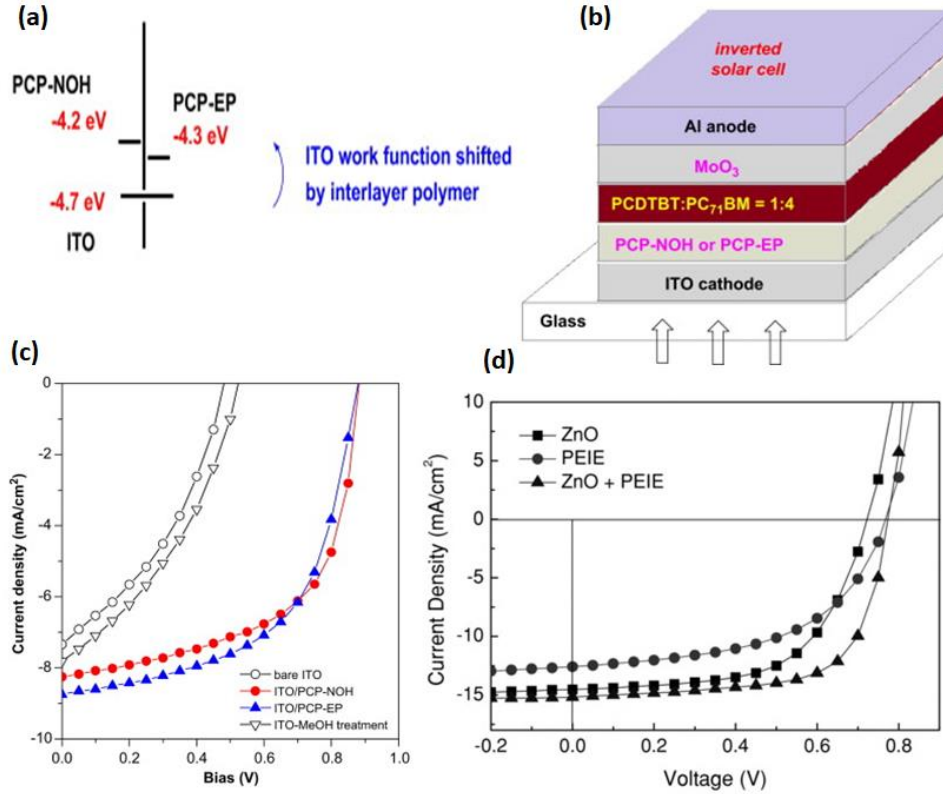 (a)
PCP-NOH
-4.2 eV
PCP-EP
-4.3 eV
-4.7 eV
ITO
ITO work function shifted
by interlayer polymer
(b)
inverted
solar cell
Al anode
MoO₃
PCDTBT:PC₇₁BM = 1:4
PCP-NOH or PCP-EP
ITO cathode
Glass
(c)
0
-2
-4
-6
-8
-10
Current density (mA/cm²)
bare ITO
ITO/PCP-NOH
ITO/PCP-EP
ITO-MeOH treatment
0.0 0.2 0.4 0.6 0.8 1.0
Bias (V)
(d)
10
5
0
-5
-10
-15
Current Density (mA/cm²)
ZnO
PEIE
ZnO + PEIE
-0.2 0.0 0.2 0.4 0.6 0.8
Voltage (V)